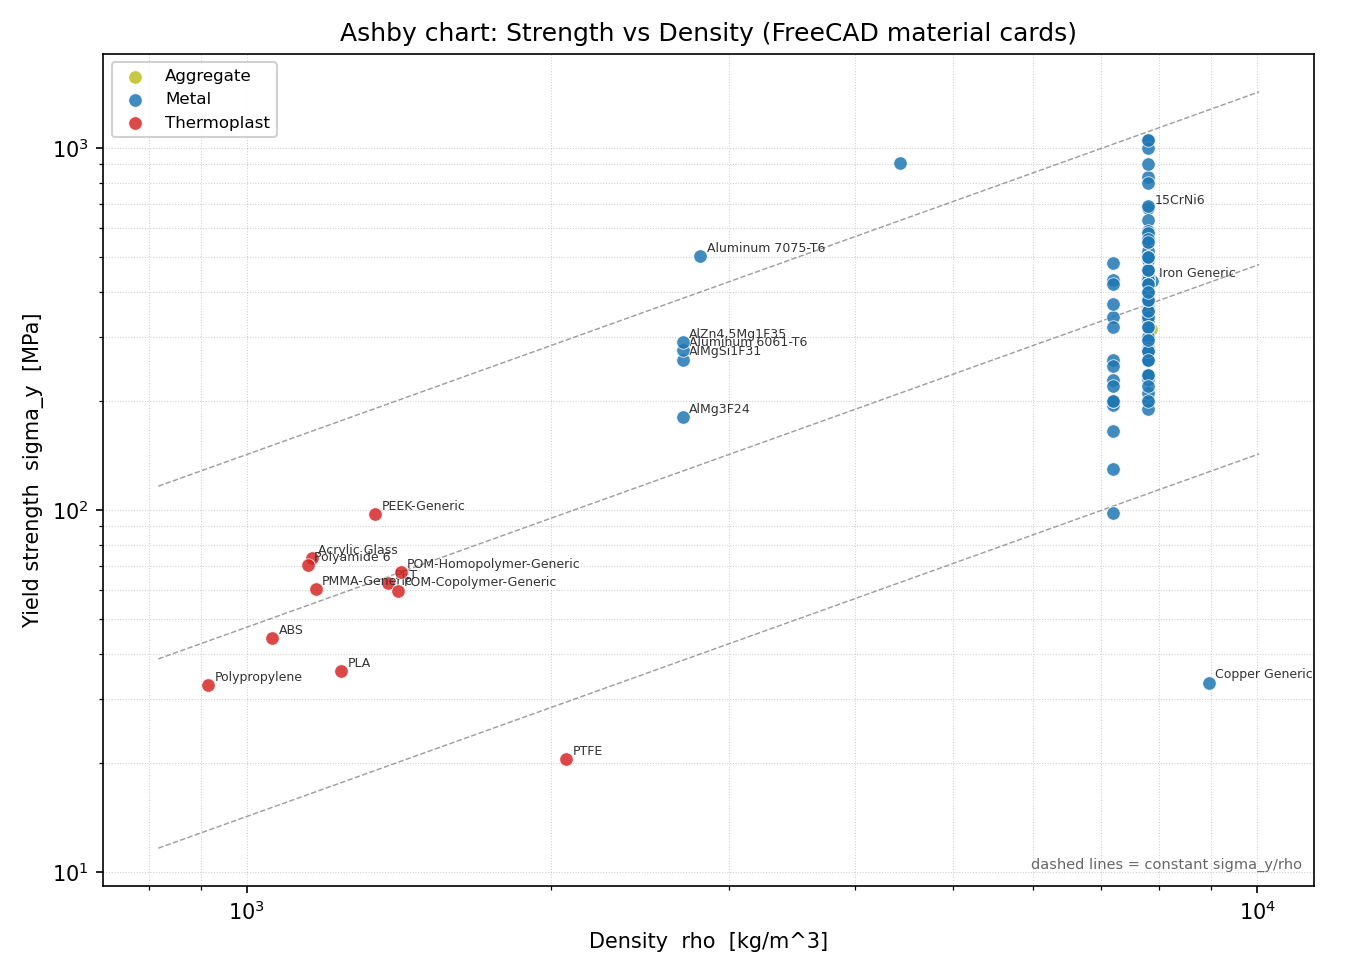 Ashby chart: Strength vs Density (FreeCAD material cards)
Aggregate
Metal
Thermoplast
Yield strength sigma_y [MPa]
10^3
10^2
10^1
15CrNi6
Aluminum 7075-T6
Iron Generic
AlZn4,5Mg1F35
Aluminum 6061-T6
AlMgSi1F31
AlMg3F24
PEEK-Generic
Acrylic Glass
Polyamide 6
POM-Homopolymer-Generic
PMMA-Generic
POM-Copolymer-Generic
ABS
PLA
Polypropylene
Copper Generic
PTFE
dashed lines = constant sigma_y/rho
10^3
10^4
Density rho [kg/m^3]